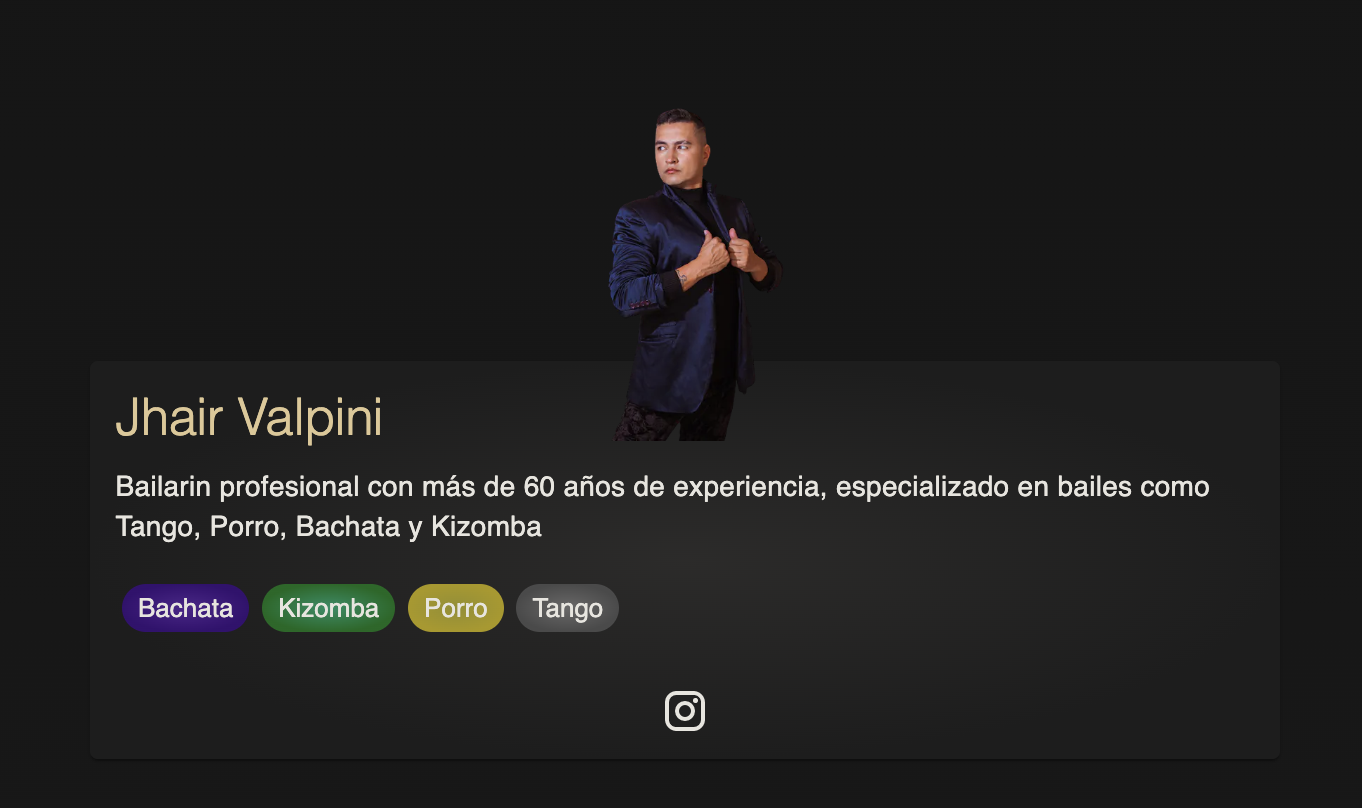 Jhair Valpini
Bailarin profesional con más de 60 años de experiencia, especializado en bailes como
Tango, Porro, Bachata y Kizomba
Bachata Kizomba Porro Tango